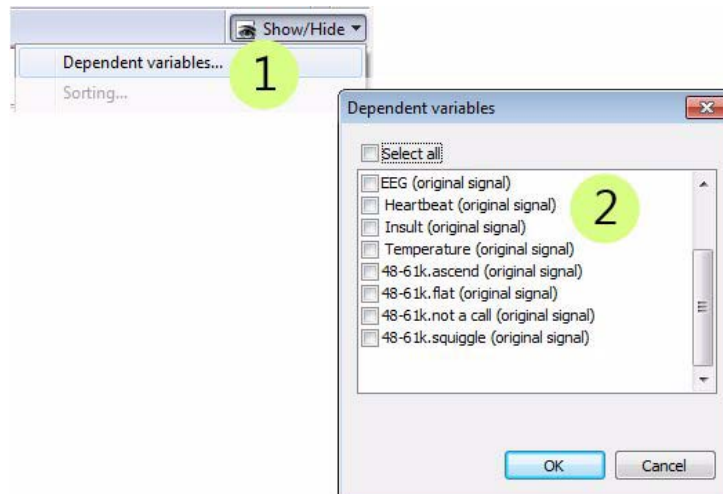 Show/Hide
Dependent variables...
1
Sorting...
Dependent variables
Select all
EEG (original signal)
Heartbeat (original signal)
2
Insult (original signal)
Temperature (original signal)
48-61k.ascend (original signal)
48-61k.flat (original signal)
48-61k.not a call (original signal)
48-61k.squiggle (original signal)
OK
Cancel